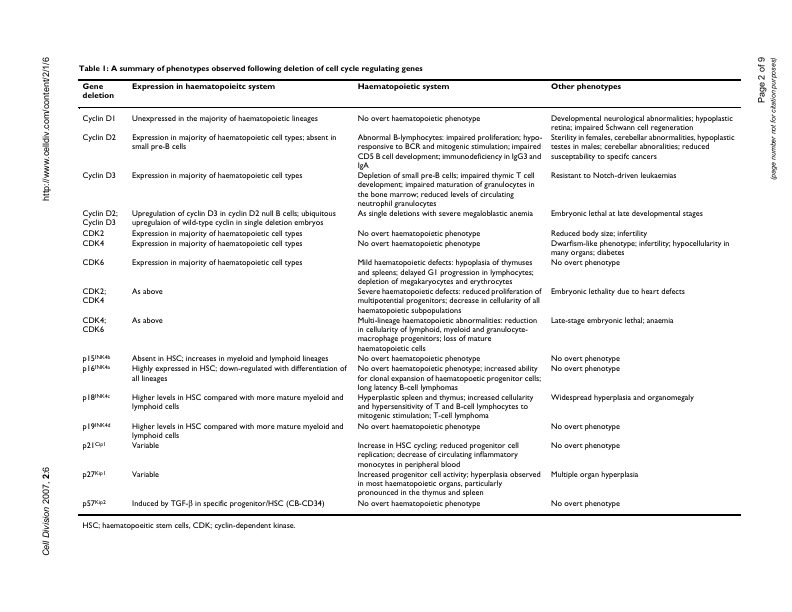 http://www.celldiv.com/content/2/1/6
Cell Division 2007, 2:6
Page 2 of 9
(page number not for citation purposes)
Table 1: A summary of phenotypes observed following deletion of cell cycle regulating genes
Gene deletion Expression in haematopoieitc system Haematopoietic system Other phenotypes
Cyclin D1 Unexpressed in the majority of haematopoietic lineages No overt haematopoietic phenotype Developmental neurological abnormalities; hypoplastic
retina; impaired Schwann cell regeneration
Cyclin D2 Expression in majority of haematopoietic cell types; absent in
small pre-B cells
Abnormal B-lymphocytes: impaired proliferation; hypo-
responsive to BCR and mitogenic stimulation; impaired
CD5 B cell development; immunodeficiency in IgG3 and
IgA
Sterility in females, cerebellar abnormalities, hypoplastic
testes in males; cerebellar abnoralities; reduced
susceptability to specifc cancers
Cyclin D3 Expression in majority of haematopoietic cell types
Depletion of small pre-B cells; impaired thymic T cell
development; impaired maturation of granulocytes in
the bone marrow; reduced levels of circulating
neutrophil granulocytes
Resistant to Notch-driven leukaemias
Cyclin D2;
Cyclin D3
Upregulation of cyclin D3 in cyclin D2 null B cells; ubiquitous
upregulaion of wild-type cyclin in single deletion embryos
As single deletions with severe megaloblastic anemia
Embryonic lethal at late developmental stages
CDK2 Expression in majority of haematopoietic cell types No overt haematopoietic phenotype Reduced body size; infertility
CDK4 Expression in majority of haematopoietic cell types No overt haematopoietic phenotype Dwarfism-like phenotype; infertility; hypocellularity in
many organs; diabetes
CDK6 Expression in majority of haematopoietic cell types
Mild haematopoietic defects: hypoplasia of thymuses
and spleens; delayed G1 progression in lymphocytes;
depletion of megakaryocytes and erythrocytes
No overt phenotype
CDK2;
CDK4
As above
Severe haematopoietic defects: reduced proliferation of
multipotential progenitors; decrease in cellularity of all
haematopoietic subpopulations
Embryonic lethality due to heart defects
CDK4;
CDK6
As above
Multi-lineage haematopoietic abnormalities: reduction
in cellularity of lymphoid, myeloid and granulocyte-
macrophage progenitors; loss of mature
haematopoietic cells
Late-stage embryonic lethal; anaemia
p15INK4b Absent in HSC; increases in myeloid and lymphoid lineages No overt haematopoietic phenotype No overt phenotype
p16INK4a Highly expressed in HSC; down-regulated with differentiation of
all lineages
No overt haematopoietic phenotype; increased ability
for clonal expansion of haematopoetic progenitor cells;
long latency B-cell lymphomas
No overt phenotype
p18INK4c Higher levels in HSC compared with more mature myeloid and
lymphoid cells
Hyperplastic spleen and thymus; increased cellularity
and hypersensitivity of T and B-cell lymphocytes to
mitogenic stimulation; T-cell lymphoma
Widespread hyperplasia and organomegaly
p19INK4d Higher levels in HSC compared with more mature myeloid and
lymphoid cells
No overt haematopoietic phenotype
No overt phenotype
p21Cip1 Variable
Increase in HSC cycling; reduced progenitor cell
replication; decrease of circulating inflammatory
monocytes in peripheral blood
No overt phenotype
p27Kip1 Variable
Increased progenitor cell activity; hyperplasia observed
in most haematopoietic organs, particularly
pronounced in the thymus and spleen
Multiple organ hyperplasia
p57Kip2 Induced by TGF-β in specific progenitor/HSC (CB-CD34) No overt haematopoietic phenotype No overt phenotype
HSC; haematopoeitic stem cells, CDK; cyclin-dependent kinase.